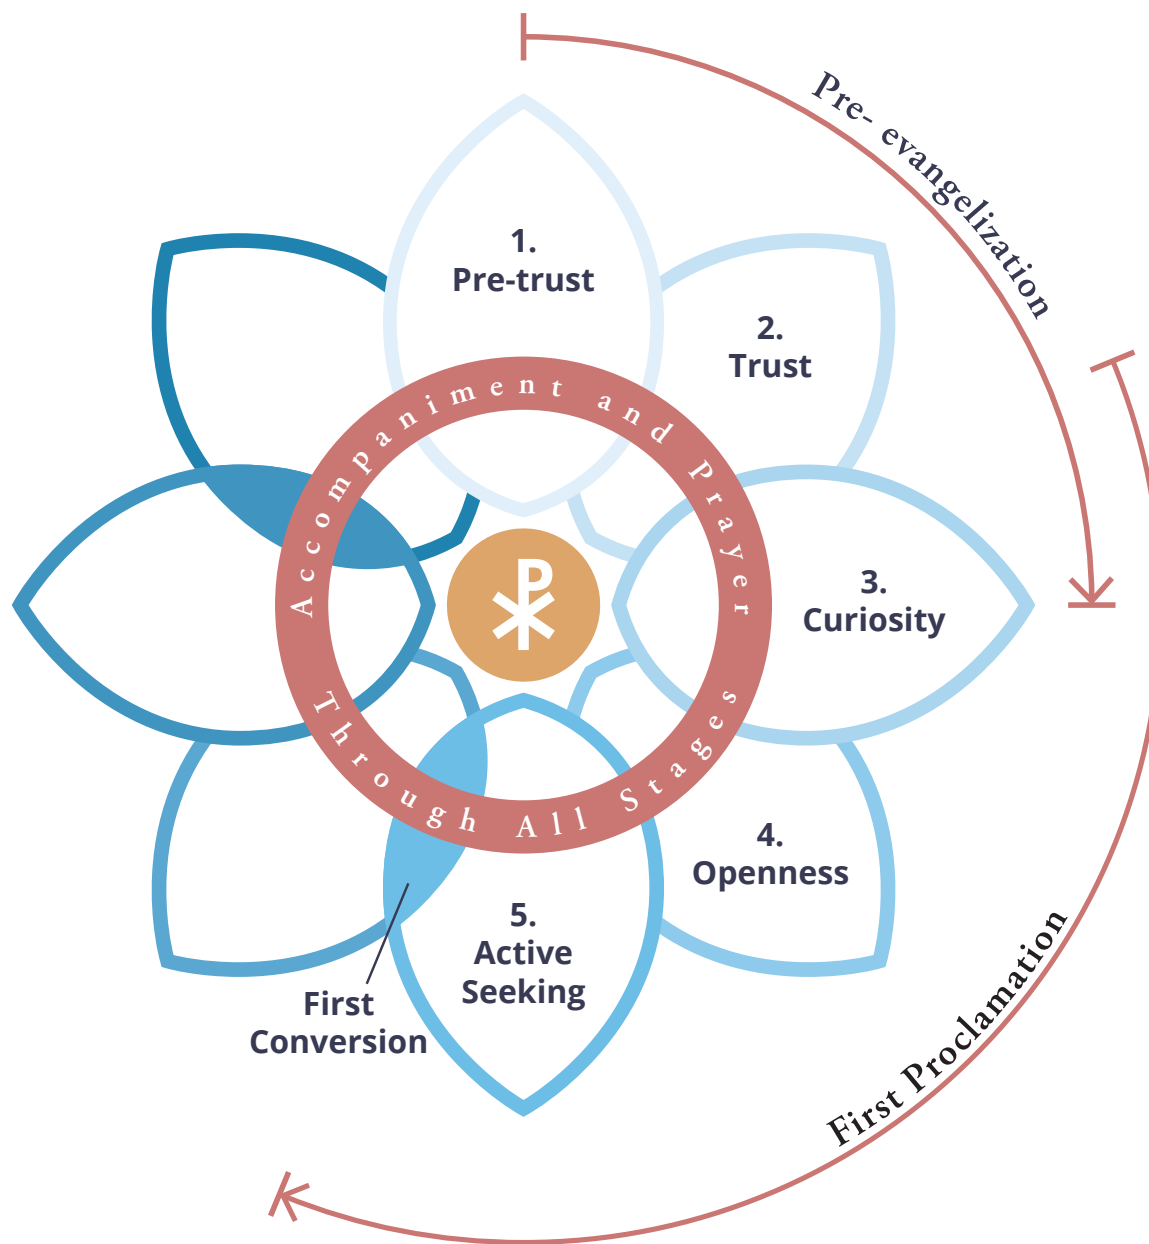 Pre- evangelization
1.
Pre-trust
2.
Trust
Accompaniment and Prayer
3.
Curiosity
Through All Stages
4.
Openness
5.
Active
Seeking
First
Conversion
First Proclamation